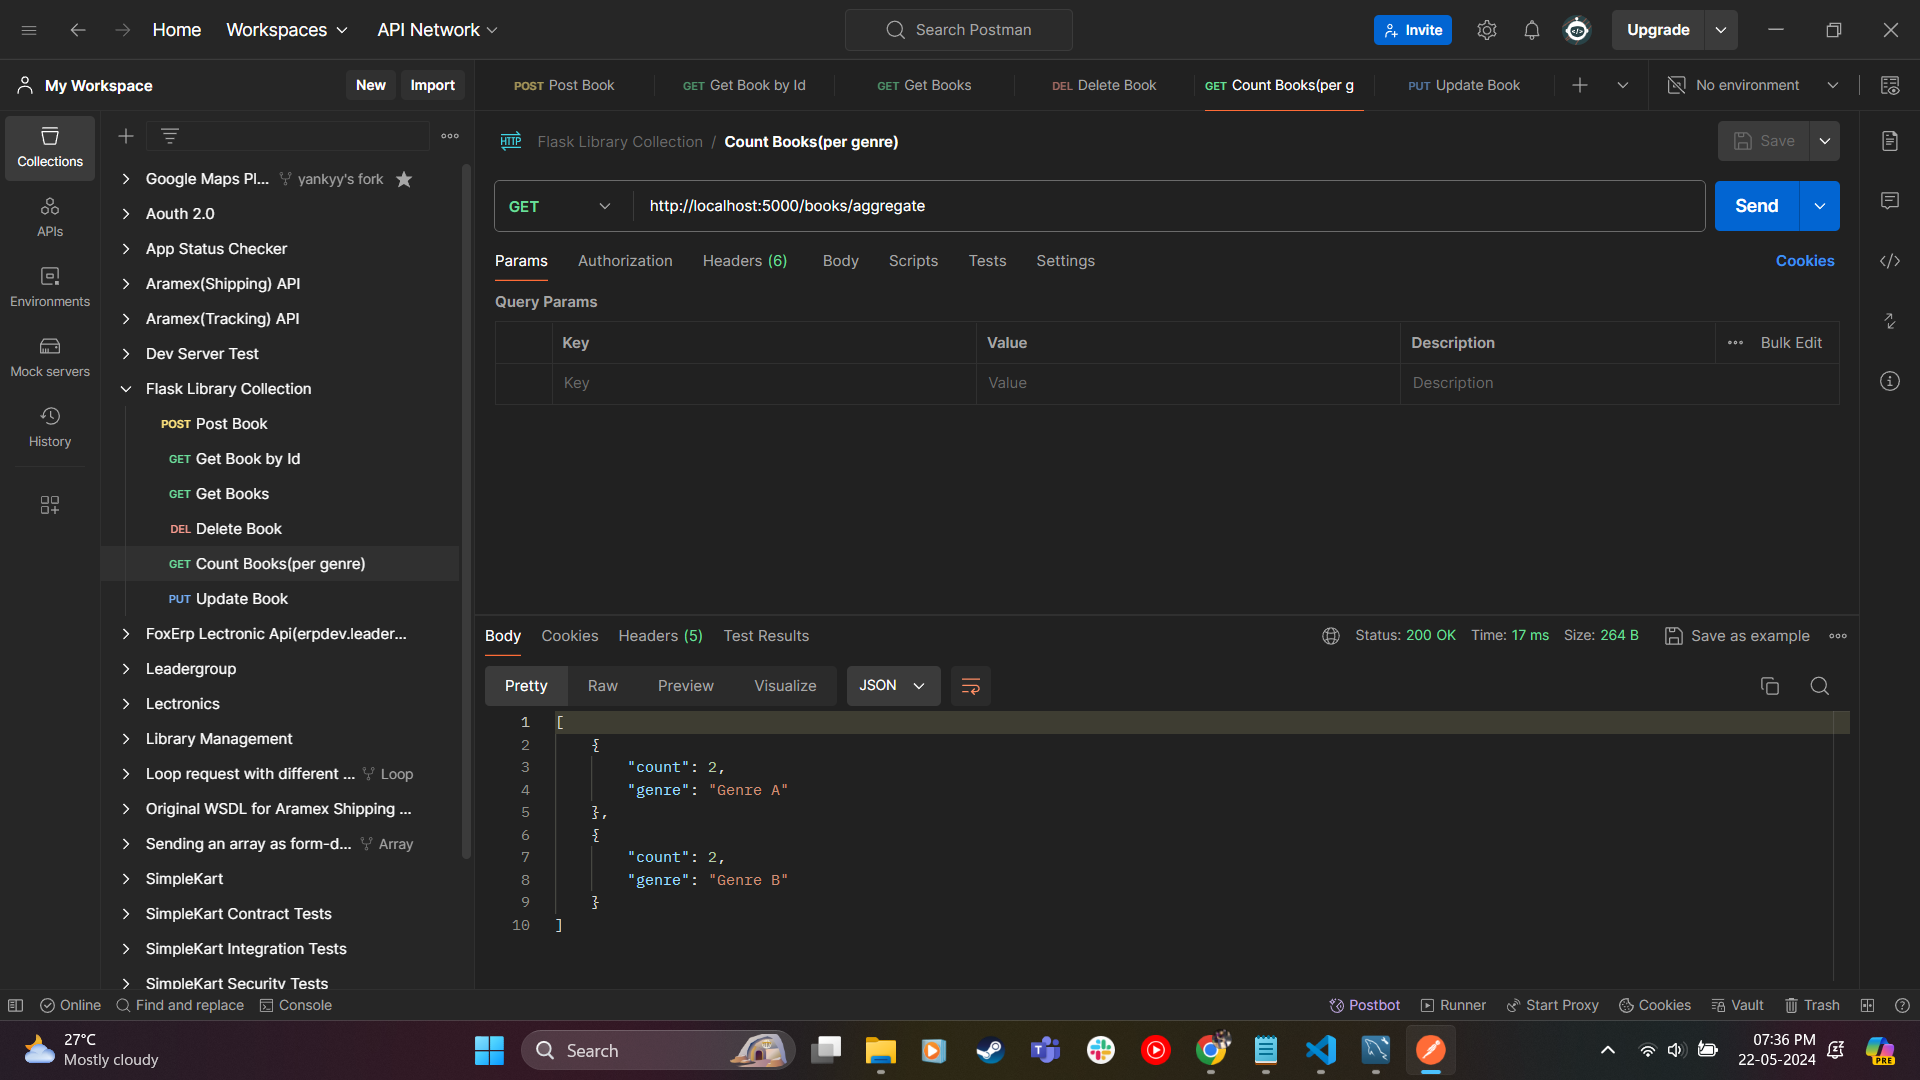 Home Workspaces API Network Search Postman Invite Upgrade
My Workspace New Import
POST Post Book GET Get Book by Id GET Get Books DEL Delete Book GET Count Books(per g PUT Update Book No environment
Collections
APIs
Environments
Mock servers
History
Google Maps Pl... yankyy's fork
Aouth 2.0
App Status Checker
Aramex(Shipping) API
Aramex(Tracking) API
Dev Server Test
Flask Library Collection
POST Post Book
GET Get Book by Id
GET Get Books
DEL Delete Book
GET Count Books(per genre)
PUT Update Book
FoxErp Lectronic Api(erpdev.leader...
Leadergroup
Lectronics
Library Management
Loop request with different ... Loop
Original WSDL for Aramex Shipping ...
Sending an array as form-d... Array
SimpleKart
SimpleKart Contract Tests
SimpleKart Integration Tests
SimpleKart Security Tests
HTTP Flask Library Collection / Count Books(per genre) Save
GET http://localhost:5000/books/aggregate Send
Params Authorization Headers (6) Body Scripts Tests Settings Cookies
Query Params
Key Value Description Bulk Edit
Key Value Description
Body Cookies Headers (5) Test Results Status: 200 OK Time: 17 ms Size: 264 B Save as example
Pretty Raw Preview Visualize JSON
1 [
2 {
3 "count": 2,
4 "genre": "Genre A"
5 },
6 {
7 "count": 2,
8 "genre": "Genre B"
9 }
10 ]
Online Find and replace Console Postbot Runner Start Proxy Cookies Vault Trash
27°C
Mostly cloudy
Search
07:36 PM
22-05-2024
PRE